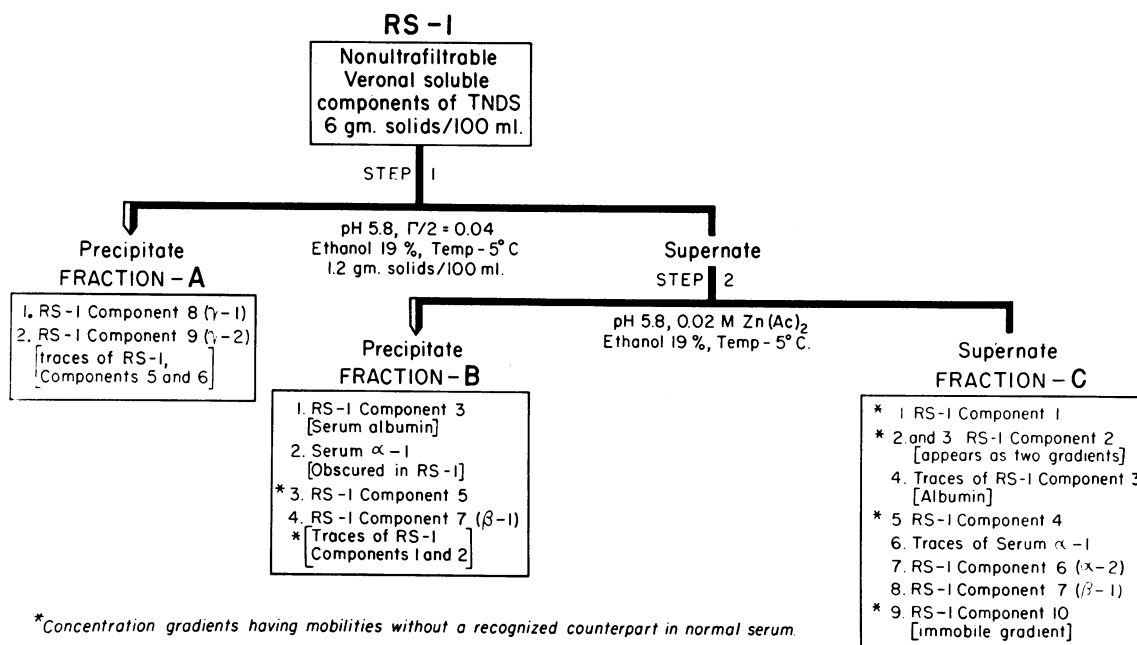 RS-1
Nonultrafiltrable
Veronal soluble
components of TNDS
6 gm. solids/100 ml.
STEP 1
pH 5.8, Γ/2 = 0.04
Ethanol 19 %, Temp-5°C
1.2 gm. solids/100 ml.
Precipitate
FRACTION-A
1. RS-1 Component 8 (γ-1)
2. RS-1 Component 9 (γ-2)
[traces of RS-1,
Components 5 and 6]
Supernate
STEP 2
pH 5.8, 0.02 M Zn(Ac)₂
Ethanol 19 %, Temp-5°C.
Precipitate
FRACTION-B
1. RS-1 Component 3
[Serum albumin]
2. Serum α-1
[Obscured in RS-1]
* 3. RS-1 Component 5
4. RS-1 Component 7 (β-1)
* [Traces of RS-1
Components 1 and 2]
Supernate
FRACTION-C
* 1 RS-1 Component 1
* 2. and 3 RS-1 Component 2
[appears as two gradients]
4. Traces of RS-1 Component 3
[Albumin]
* 5 RS-1 Component 4
6. Traces of Serum α-1
7. RS-1 Component 6 (α-2)
8. RS-1 Component 7 (β-1)
* 9. RS-1 Component 10
[immobile gradient]
*Concentration gradients having mobilities without a recognized counterpart in normal serum.